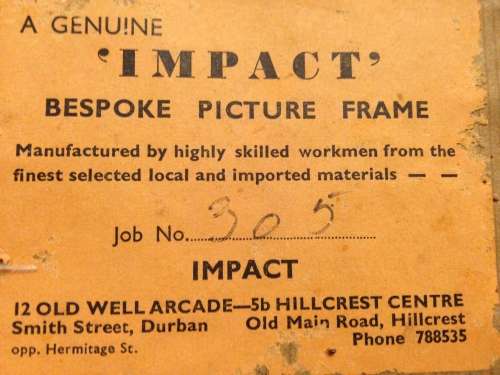 A GENUINE
'IMPACT'
BESPOKE PICTURE FRAME
Manufactured by highly skilled workmen from the
finest selected local and imported materials — —
Job No. 305
IMPACT
12 OLD WELL ARCADE—5b HILLCREST CENTRE
Smith Street, Durban Old Main Road, Hillcrest
opp. Hermitage St. Phone 788535